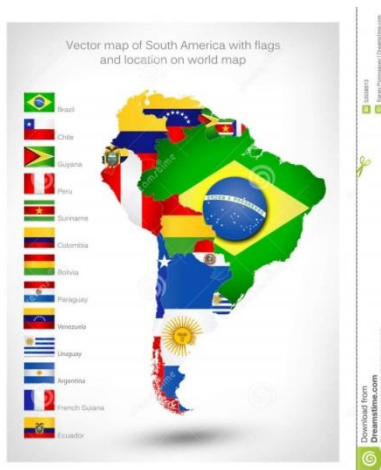 Vector map of South America with flags
and location on world map
Brazil
Chile
Guyana
Peru
Suriname
Colombia
Bolivia
Paraguay
Venezuela
Uruguay
Argentina
French Guiana
Ecuador
Download from
Dreamstime.com